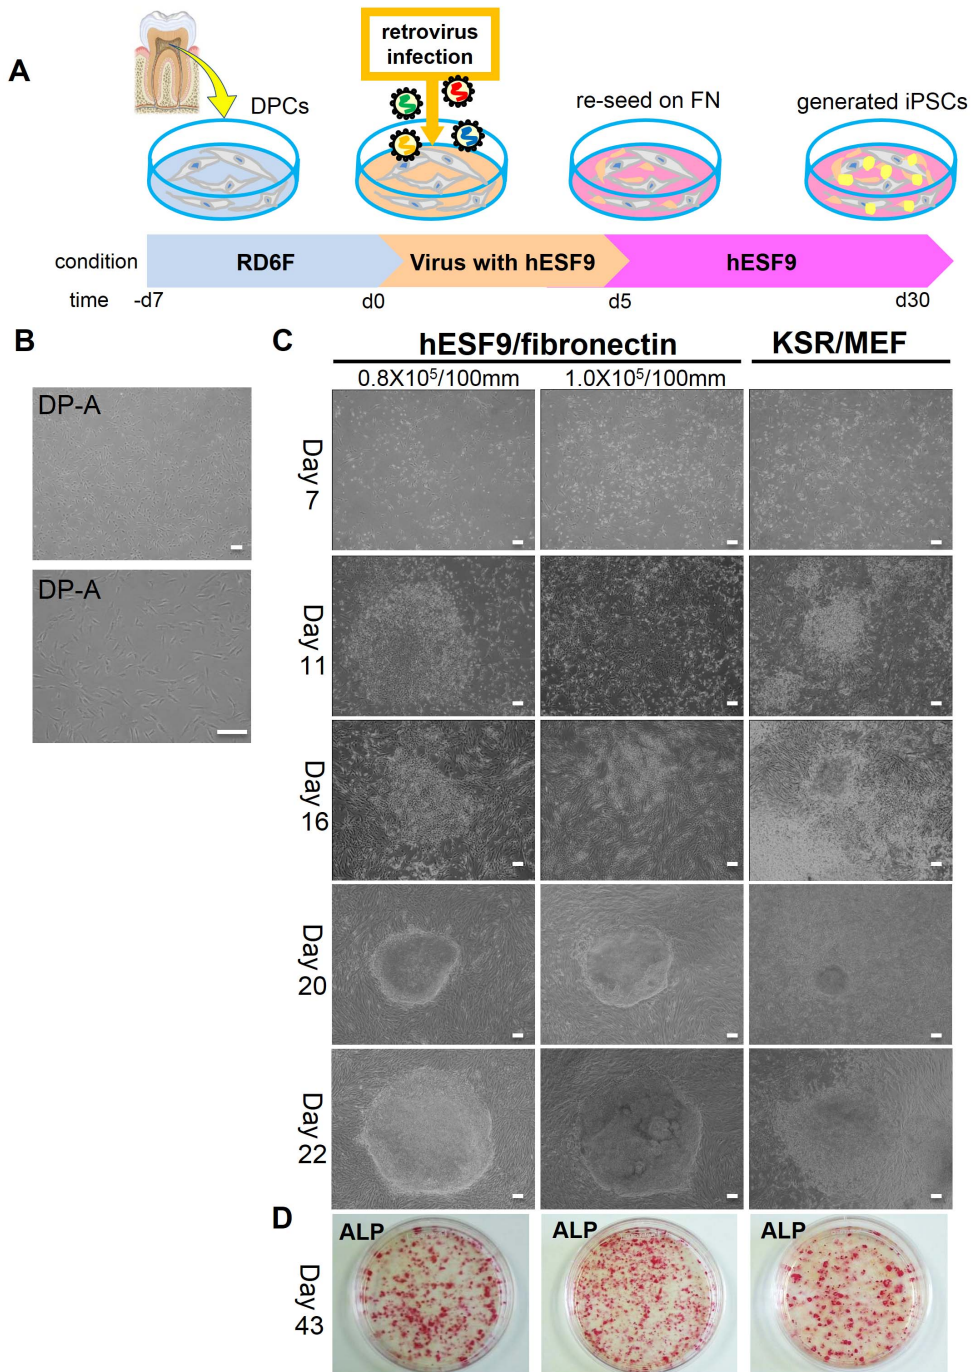 A
retrovirus
infection
DPCs
re-seed on FN
generated iPSCs
condition
RD6F
Virus with hESF9
hESF9
time
-d7
d0
d5
d30
B
DP-A
DP-A
C
hESF9/fibronectin
KSR/MEF
0.8X10⁵/100mm
1.0X10⁵/100mm
Day 7
Day 11
Day 16
Day 20
Day 22
D
ALP
ALP
ALP
Day 43